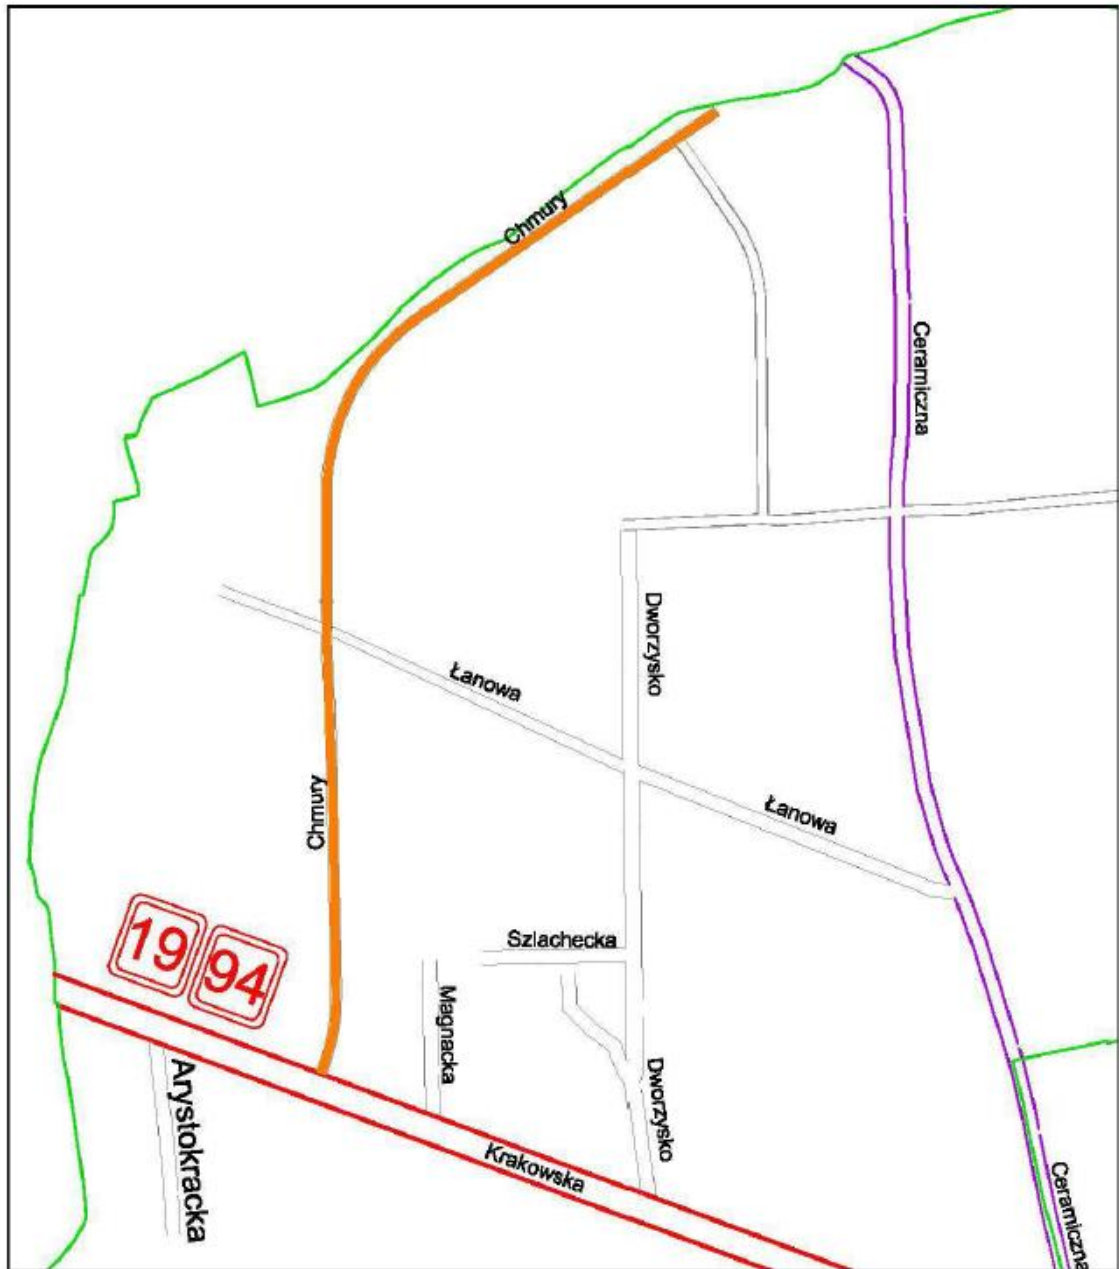 Chmury
Ceramiczna
Dworzysko
Łanowa
Chmury
Łanowa
19
94
Szlachecka
Magnacka
Arystokracka
Dworzysko
Krakowska
Ceramiczna